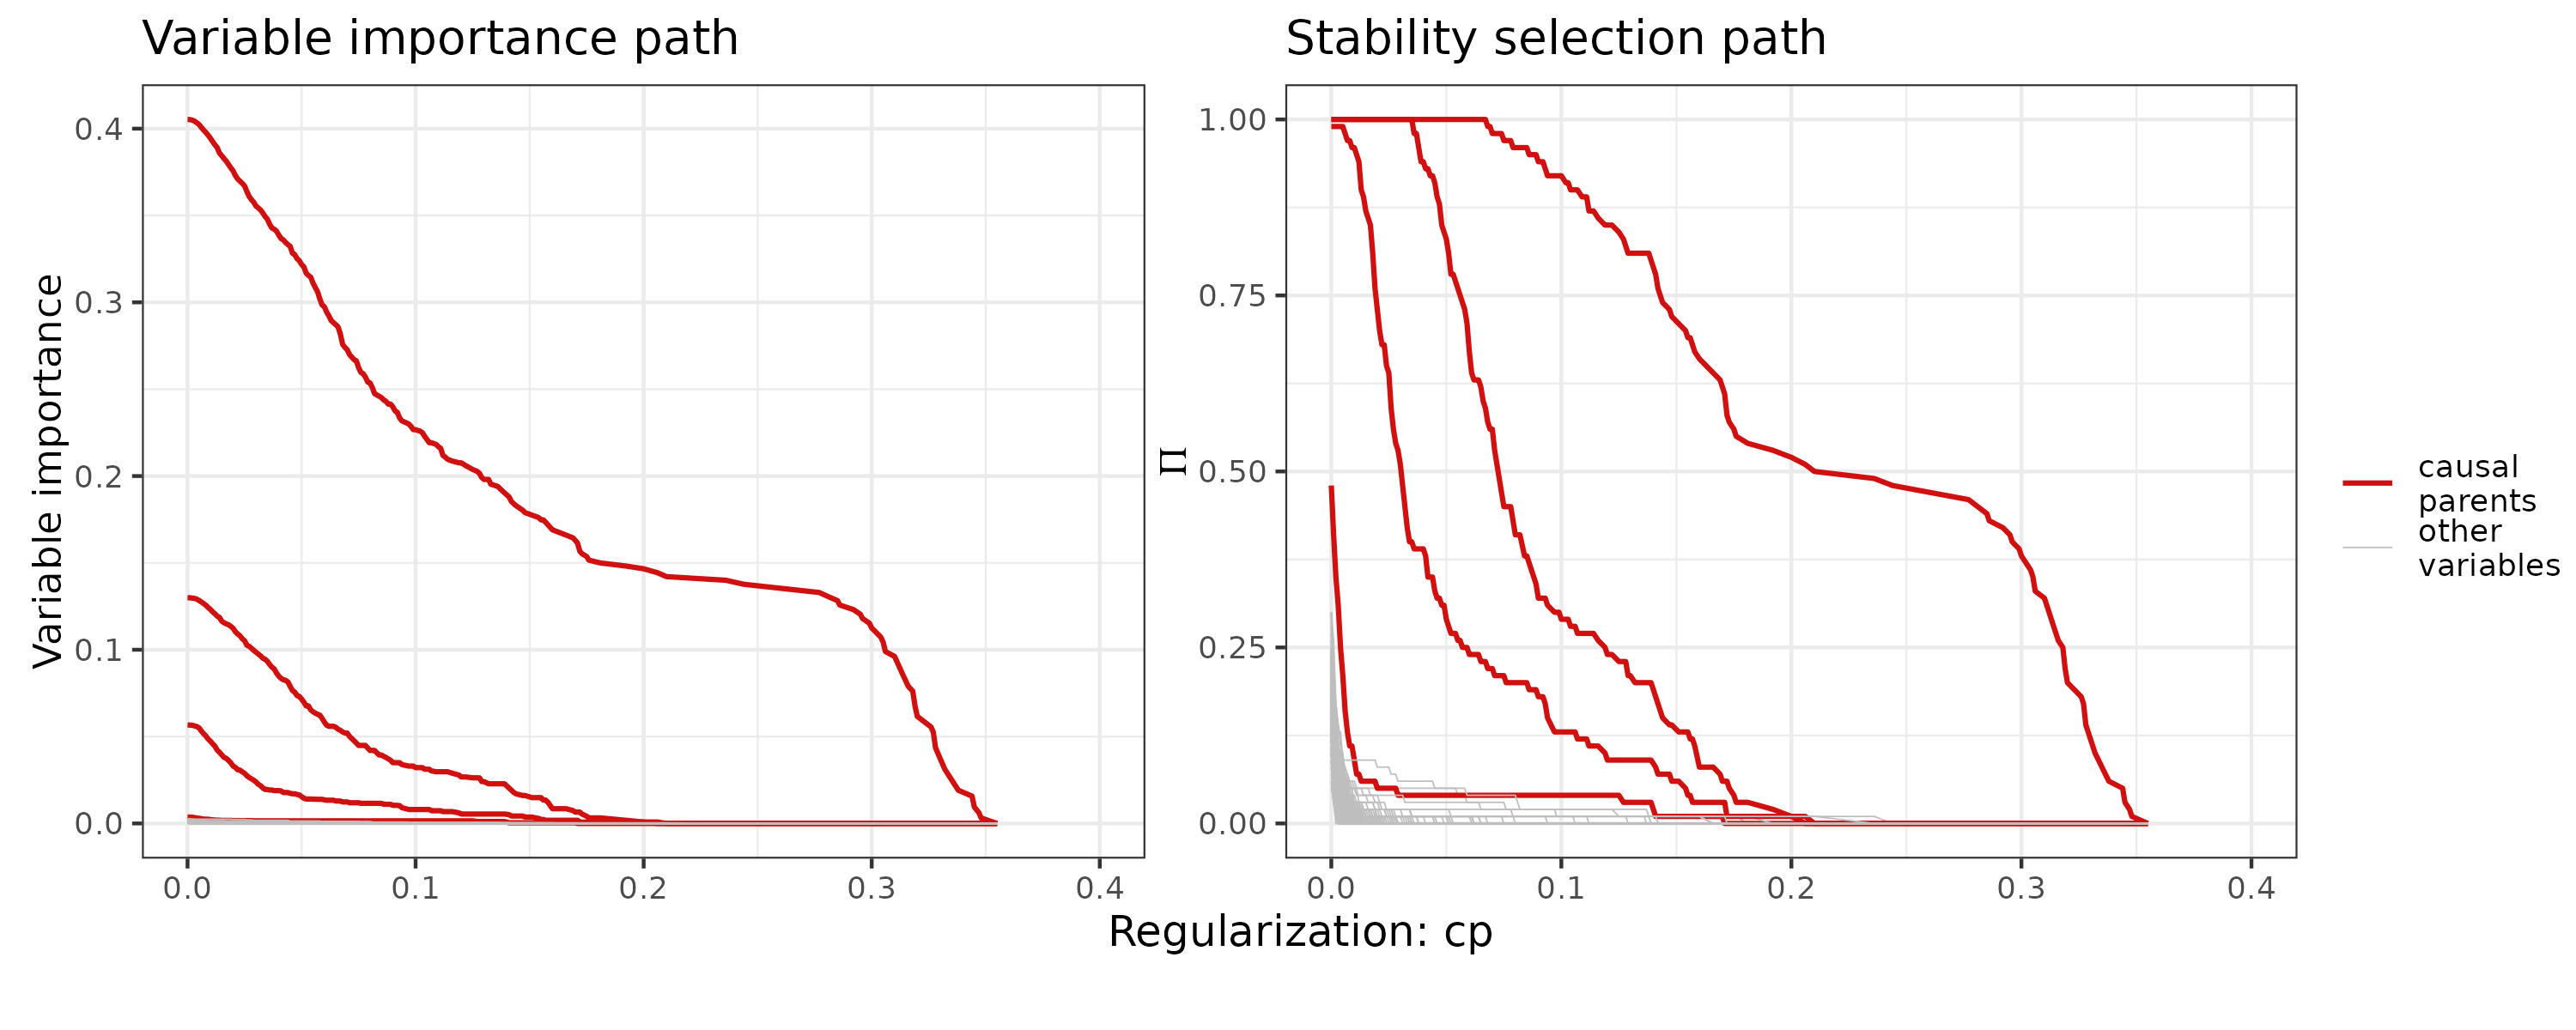 Variable importance path
Stability selection path
Variable importance
0.4
0.3
0.2
0.1
0.0
0.0 0.1 0.2 0.3 0.4
Π
1.00
0.75
0.50
0.25
0.00
0.0 0.1 0.2 0.3 0.4
Regularization: cp
causal
parents
other
variables